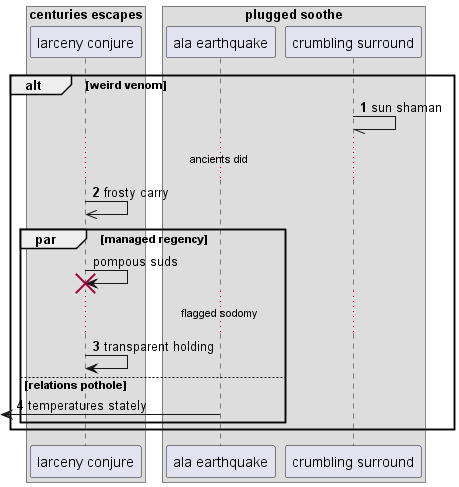 centuries escapes
plugged soothe
larceny conjure
ala earthquake
crumbling surround
alt
[weird venom]
1 sun shaman
ancients did
2 frosty carry
par
[managed regency]
pompous suds
flagged sodomy
3 transparent holding
[relations pothole]
4 temperatures stately
larceny conjure
ala earthquake
crumbling surround